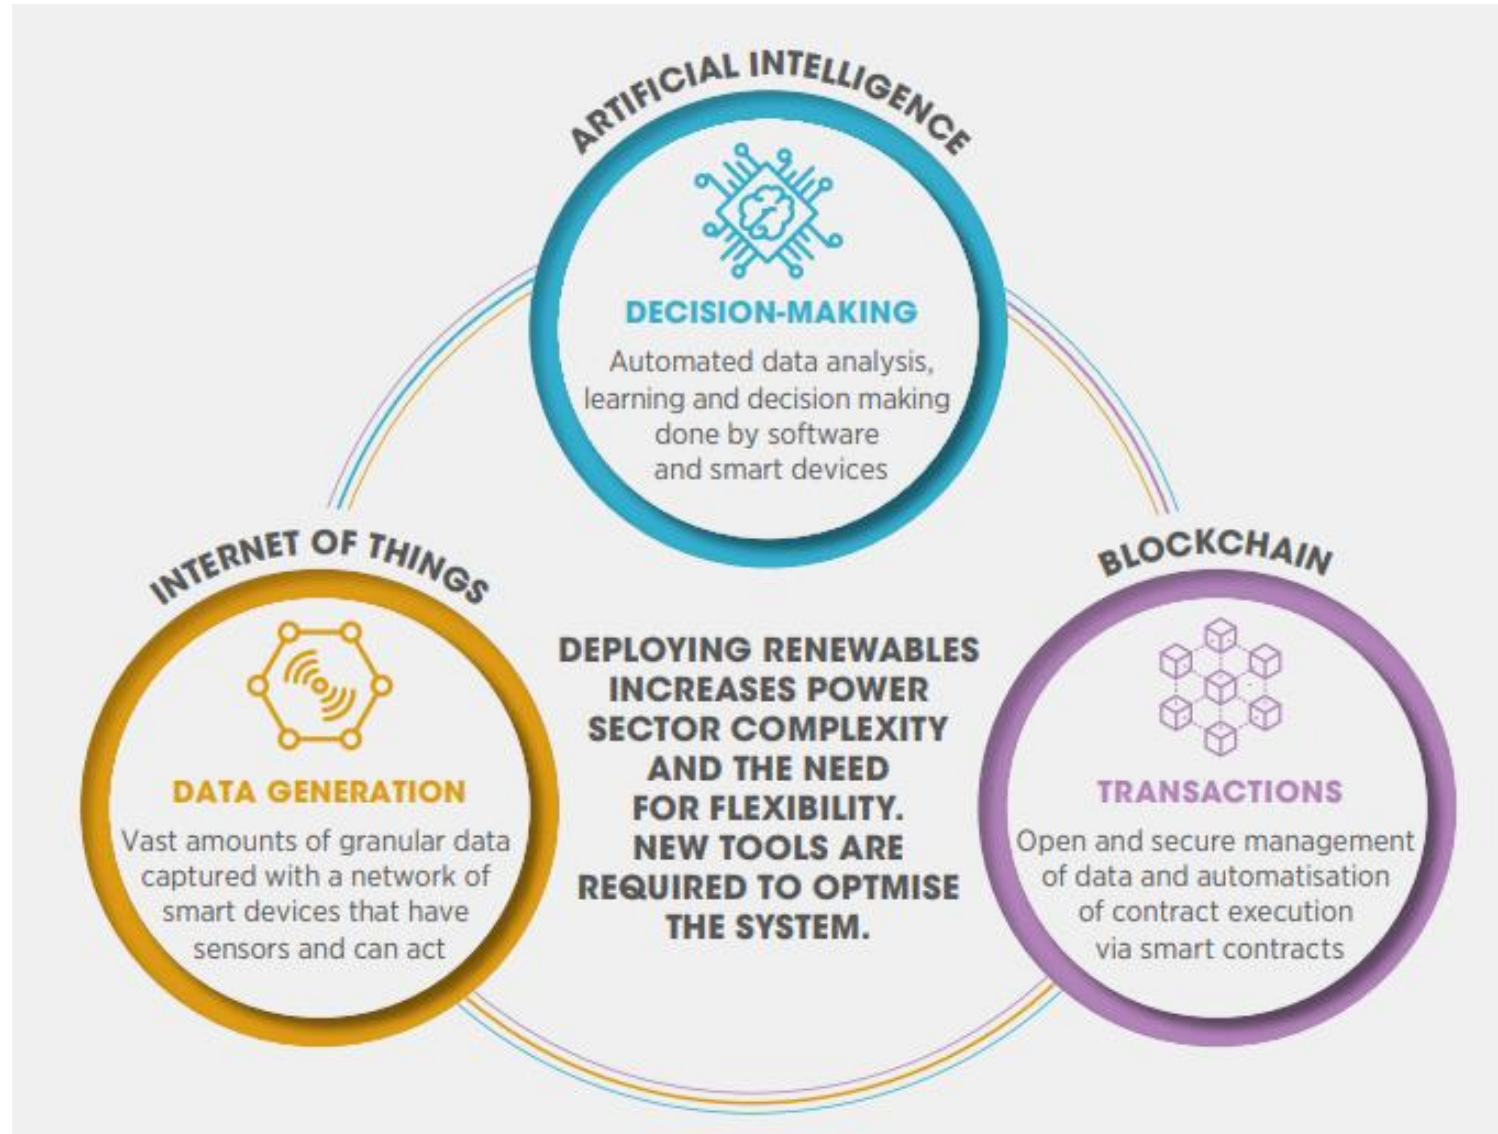 ARTIFICIAL INTELLIGENCE
DECISION-MAKING
Automated data analysis,
learning and decision making
done by software
and smart devices
INTERNET OF THINGS
DATA GENERATION
Vast amounts of granular data
captured with a network of
smart devices that have
sensors and can act
DEPLOYING RENEWABLES
INCREASES POWER
SECTOR COMPLEXITY
AND THE NEED
FOR FLEXIBILITY.
NEW TOOLS ARE
REQUIRED TO OPTMISE
THE SYSTEM.
BLOCKCHAIN
TRANSACTIONS
Open and secure management
of data and automatisation
of contract execution
via smart contracts